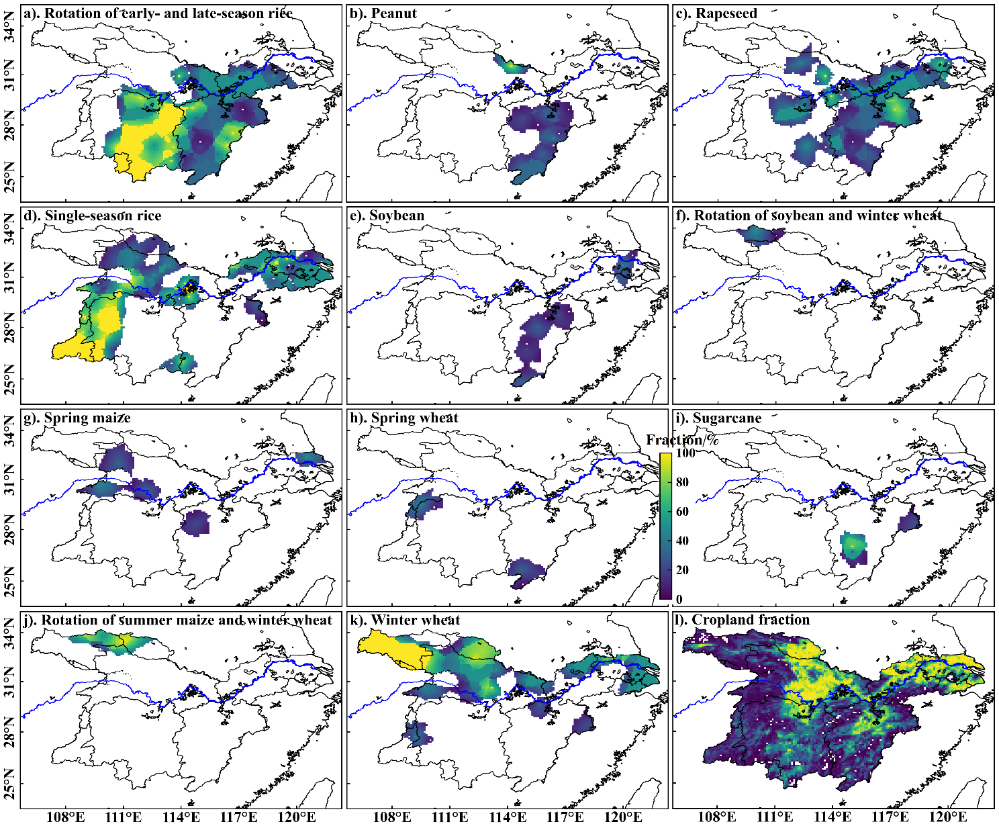 a). Rotation of early- and late-season rice
b). Peanut
c). Rapeseed
34°N
31°N
28°N
25°N
d). Single-season rice
e). Soybean
f). Rotation of soybean and winter wheat
34°N
31°N
28°N
25°N
g). Spring maize
h). Spring wheat
i). Sugarcane
34°N
31°N
28°N
25°N
Fraction/%
100
80
60
40
20
0
j). Rotation of summer maize and winter wheat
k). Winter wheat
l). Cropland fraction
34°N
31°N
28°N
25°N
108°E 111°E 114°E 117°E 120°E
108°E 111°E 114°E 117°E 120°E
108°E 111°E 114°E 117°E 120°E